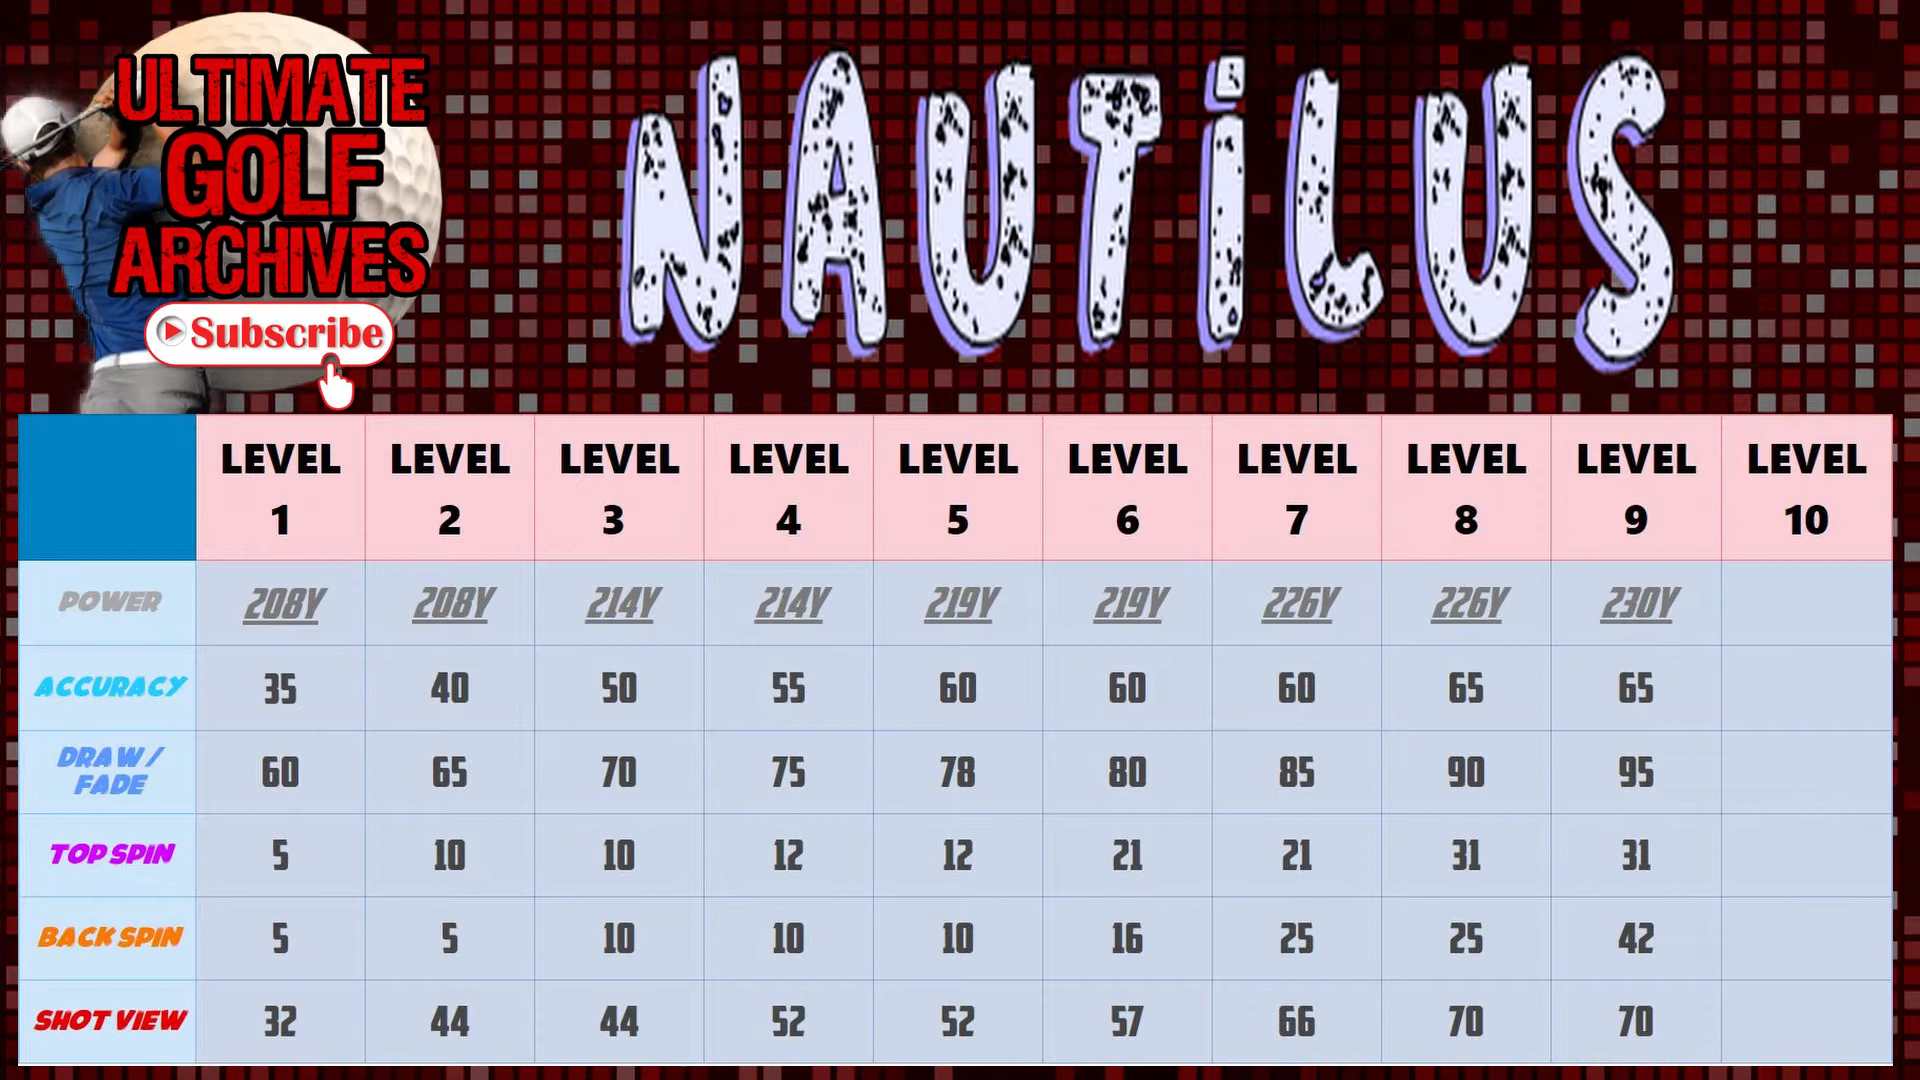 ULTIMATE
GOLF
ARCHIVES
Subscribe
NAUTILUS
LEVEL 1 LEVEL 2 LEVEL 3 LEVEL 4 LEVEL 5 LEVEL 6 LEVEL 7 LEVEL 8 LEVEL 9 LEVEL 10
POWER 208Y 208Y 214Y 214Y 219Y 219Y 226Y 226Y 230Y
ACCURACY 35 40 50 55 60 60 60 65 65
DRAW / FADE 60 65 70 75 78 80 85 90 95
TOP SPIN 5 10 10 12 12 21 21 31 31
BACK SPIN 5 5 10 10 10 16 25 25 42
SHOT VIEW 32 44 44 52 52 57 66 70 70